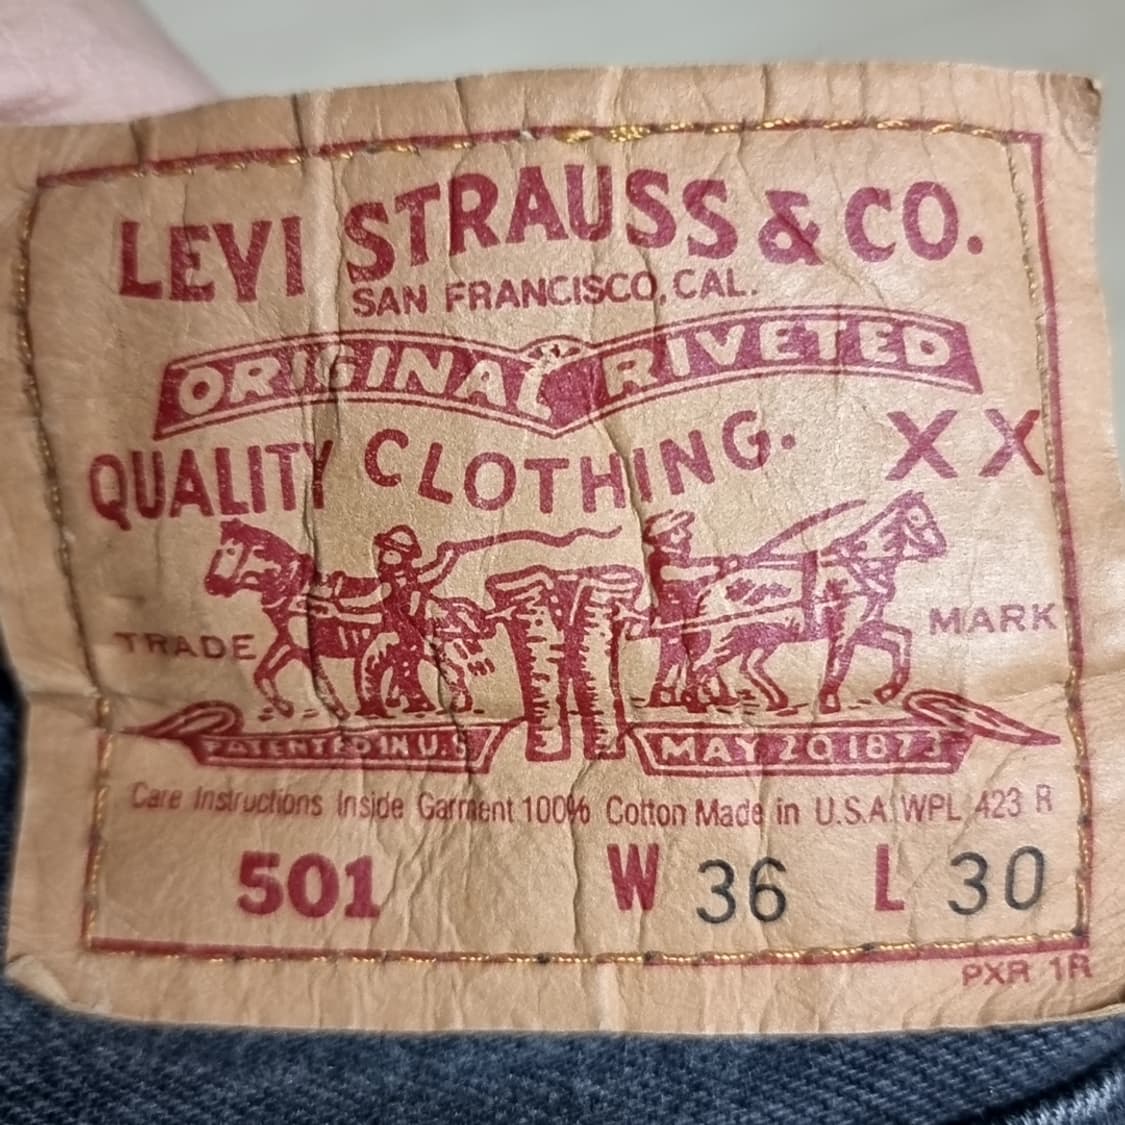 LEVI STRAUSS & CO.
SAN FRANCISCO, CAL.
ORIGINAL RIVETED
QUALITY CLOTHING. XX
TRADE MARK
PATENTED IN U.S MAY 20 1873
Care Instructions Inside Garment 100% Cotton Made in U.S.A. WPL 423 R
501 W 36 L 30
PXR 1R